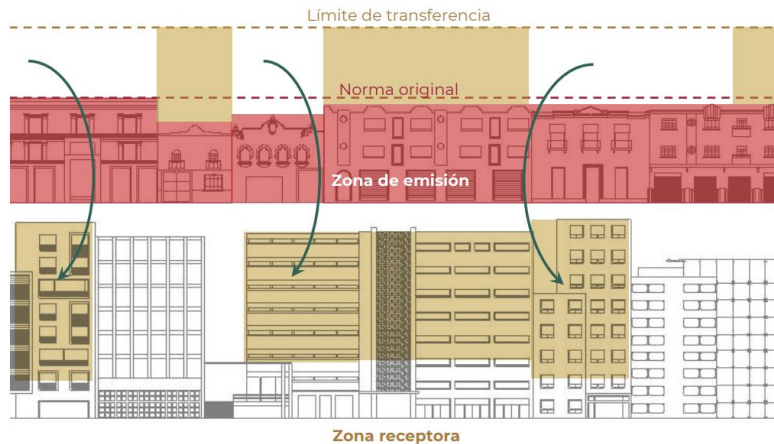 Límite de transferencia
Norma original
Zona de emisión
Zona receptora